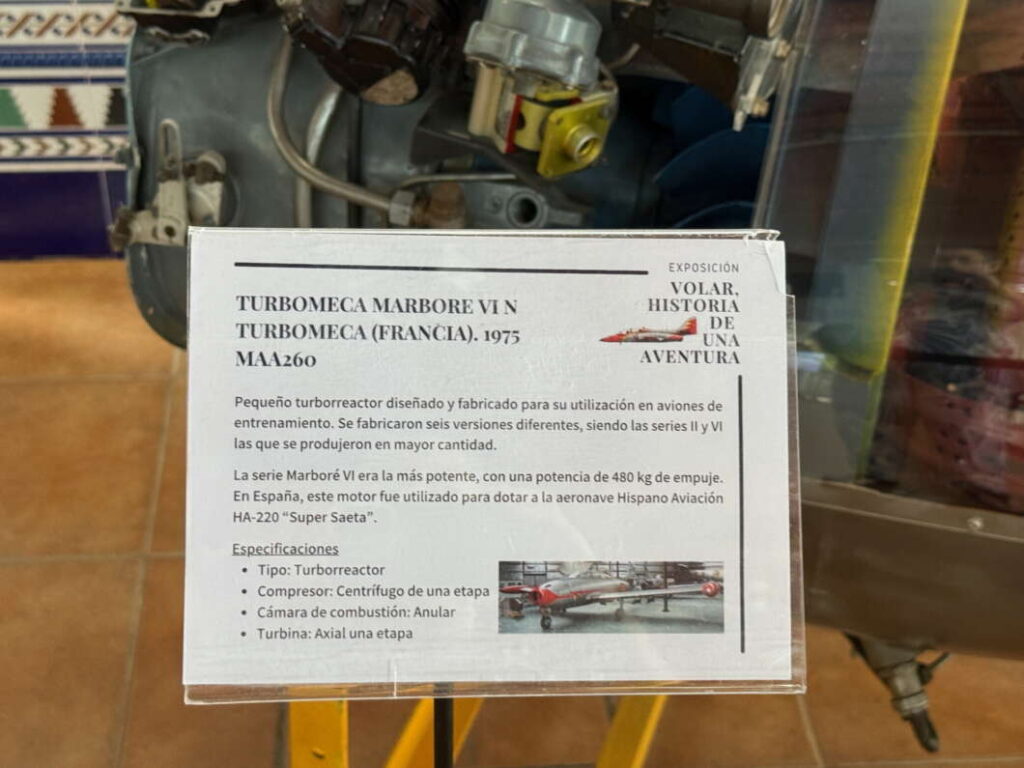 EXPOSICIÓN
VOLAR,
HISTORIA
DE
UNA
AVENTURA
TURBOMECA MARBORE VI N
TURBOMECA (FRANCIA). 1975
MAA260
Pequeño turborreactor diseñado y fabricado para su utilización en aviones de
entrenamiento. Se fabricaron seis versiones diferentes, siendo las series II y VI
las que se produjeron en mayor cantidad.
La serie Marboré VI era la más potente, con una potencia de 480 kg de empuje.
En España, este motor fue utilizado para dotar a la aeronave Hispano Aviación
HA-220 “Super Saeta”.
Especificaciones
• Tipo: Turborreactor
• Compresor: Centrífugo de una etapa
• Cámara de combustión: Anular
• Turbina: Axial una etapa